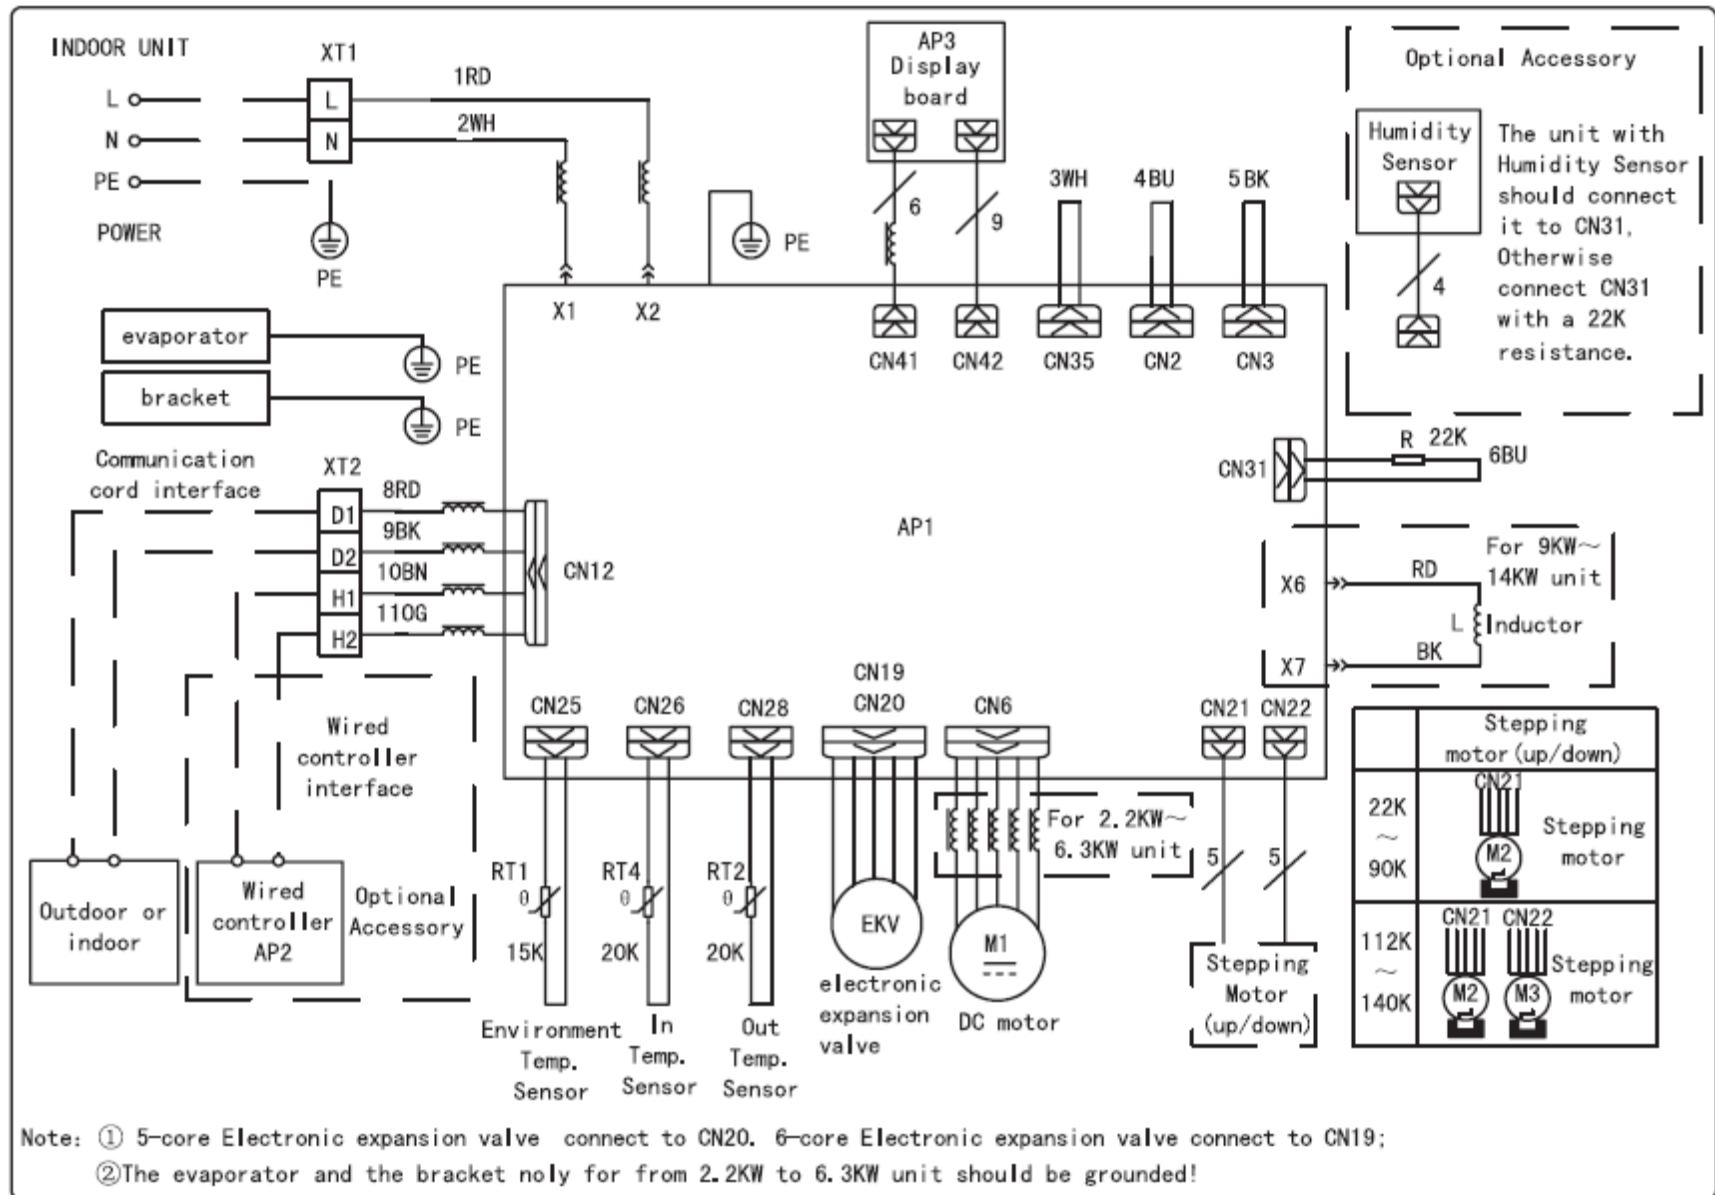 INDOOR UNIT
XT1
L
L
1RD
N
N
2WH
PE
POWER
PE
PE
AP3
Display
board
6
9
3WH
4BU
5BK
Optional Accessory
Humidity
Sensor
4
The unit with
Humidity Sensor
should connect
it to CN31,
Otherwise
connect CN31
with a 22K
resistance.
X1
X2
CN41
CN42
CN35
CN2
CN3
evaporator
PE
bracket
PE
Communication
cord interface
XT2
D1
8RD
D2
9BK
H1
10BN
H2
11OG
CN12
AP1
CN31
R
22K
6BU
For 9KW~
14KW unit
X6
RD
L
Inductor
X7
BK
Wired
controller
interface
Outdoor or
indoor
Wired
controller
AP2
Optional
Accessory
CN25
CN26
CN28
CN19
CN20
CN6
CN21
CN22
RT1
θ
15K
Environment
Temp.
Sensor
RT4
θ
20K
In
Temp.
Sensor
RT2
θ
20K
Out
Temp.
Sensor
EKV
electronic
expansion
valve
For 2.2KW~
6.3KW unit
M1
DC motor
5
5
Stepping
Motor
(up/down)
Stepping
motor(up/down)
22K
~
90K
CN21
M2
Stepping
motor
112K
~
140K
CN21
CN22
M2
M3
Stepping
motor
Note: ① 5-core Electronic expansion valve connect to CN20. 6-core Electronic expansion valve connect to CN19;
②The evaporator and the bracket noly for from 2.2KW to 6.3KW unit should be grounded!